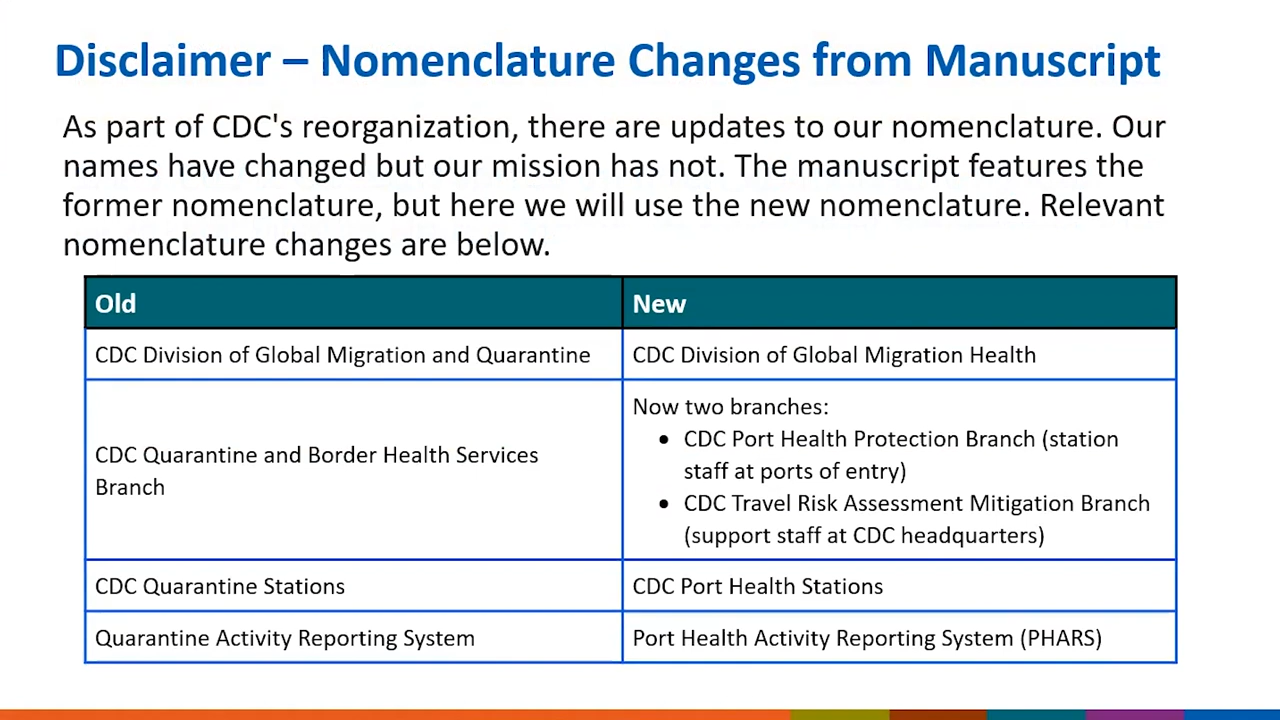 Disclaimer – Nomenclature Changes from Manuscript
As part of CDC's reorganization, there are updates to our nomenclature. Our
names have changed but our mission has not. The manuscript features the
former nomenclature, but here we will use the new nomenclature. Relevant
nomenclature changes are below.
Old
New
CDC Division of Global Migration and Quarantine
CDC Division of Global Migration Health
CDC Quarantine and Border Health Services
Branch
Now two branches:
• CDC Port Health Protection Branch (station
staff at ports of entry)
• CDC Travel Risk Assessment Mitigation Branch
(support staff at CDC headquarters)
CDC Quarantine Stations
CDC Port Health Stations
Quarantine Activity Reporting System
Port Health Activity Reporting System (PHARS)